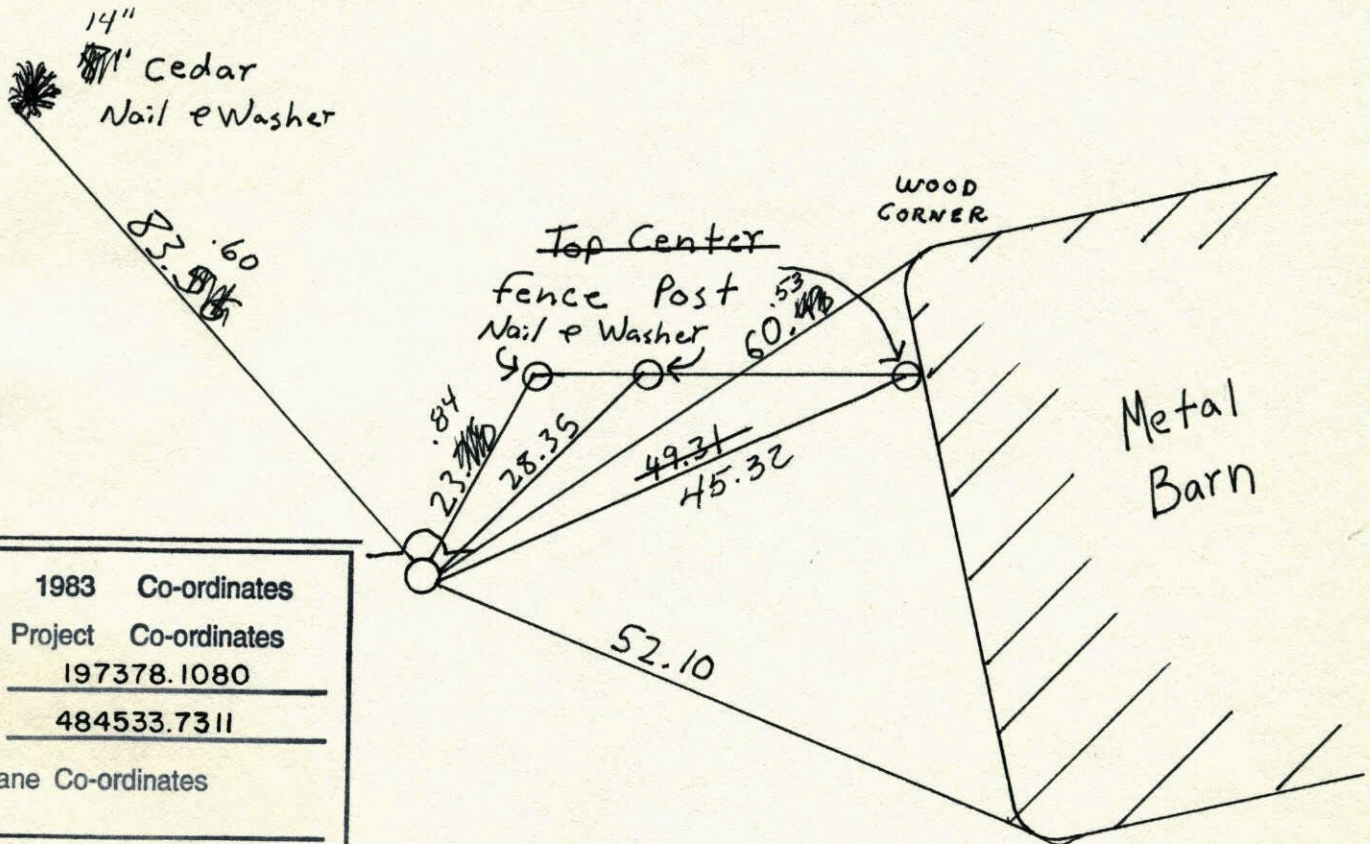 14"
" Cedar
Nail & Washer
83. .60
WOOD
CORNER
Top Center
fence Post
Nail & Washer
60. .53
23. .84
28.35
49.31
45.32
52.10
Metal
Barn
1983 Co-ordinates
Project Co-ordinates
197378.1080
484533.7311
ane Co-ordinates